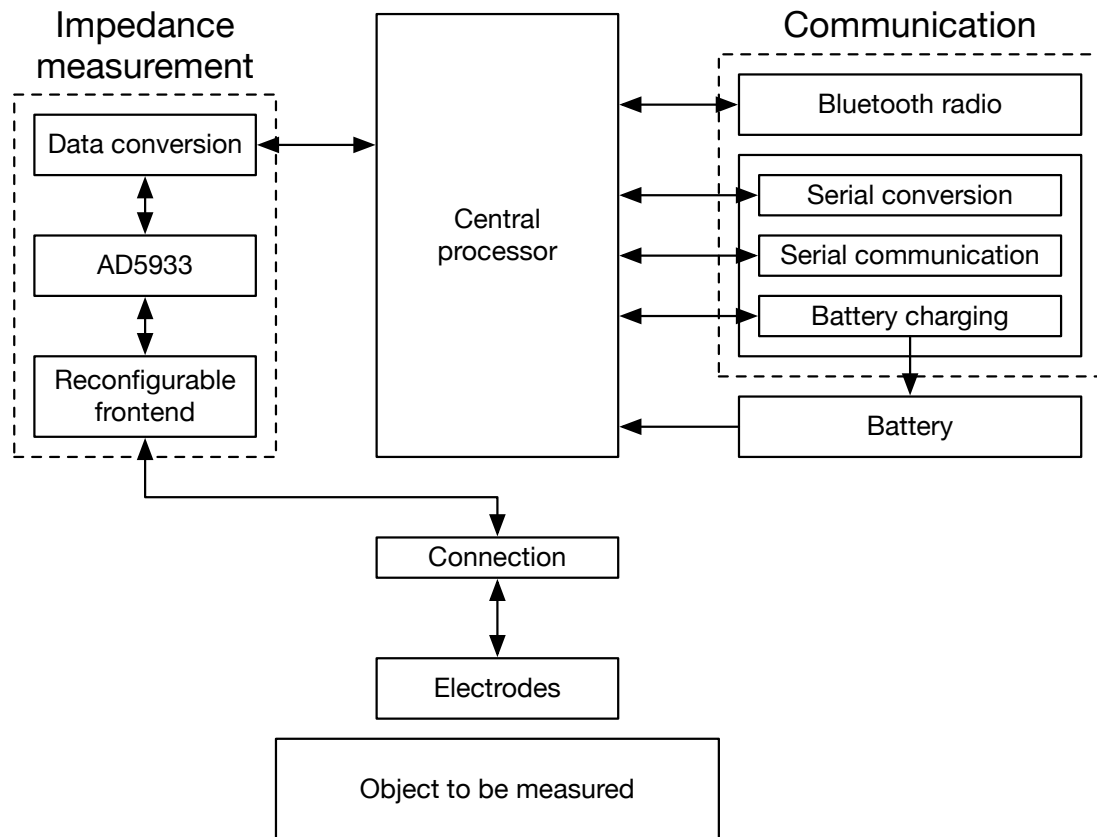 Impedance
measurement
Data conversion
AD5933
Reconfigurable
frontend
Central
processor
Communication
Bluetooth radio
Serial conversion
Serial communication
Battery charging
Battery
Connection
Electrodes
Object to be measured